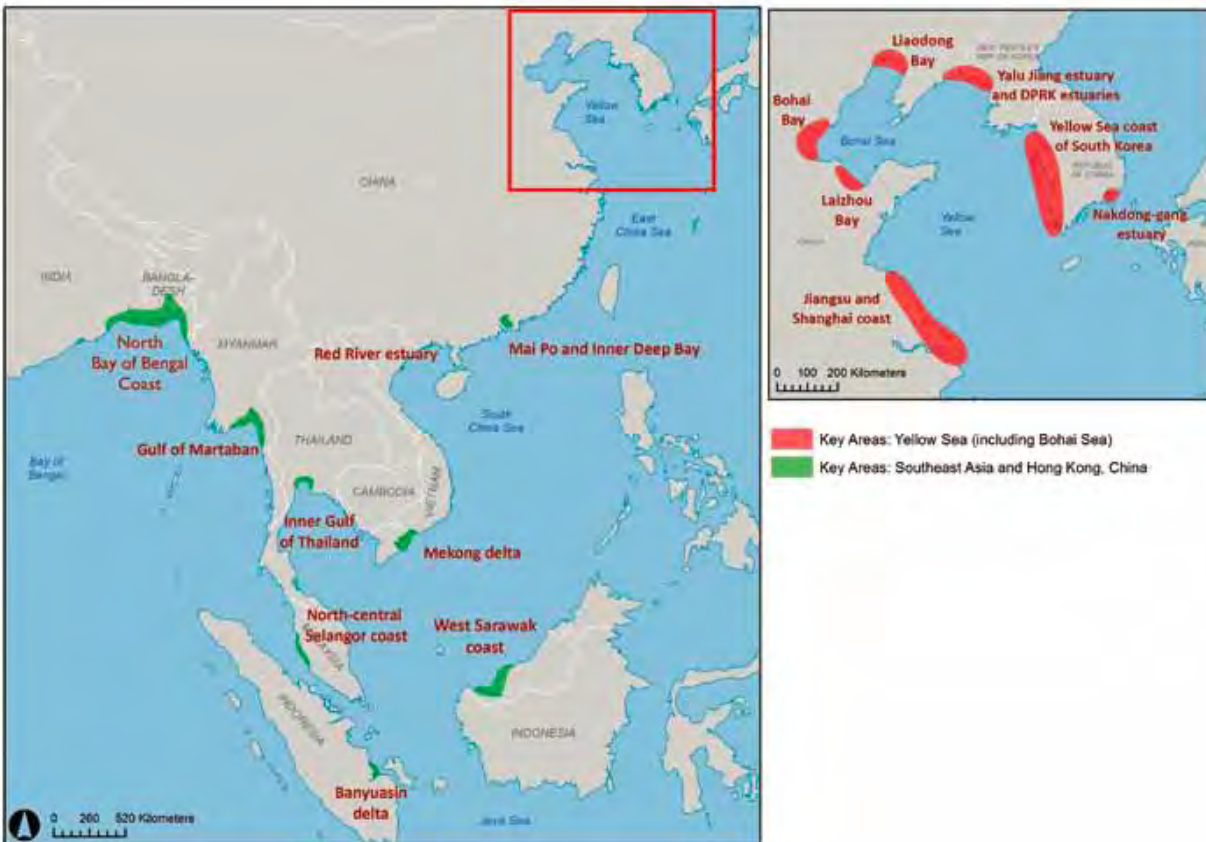 Yellow
Sea
CHINA
East
China Sea
INDIA
BANGLA-
DESH
MYANMAR
North
Bay of Bengal
Coast
Red River estuary
Mai Po and Inner Deep Bay
South
China Sea
Gulf of Martaban
THAILAND
Bay of
Bengal
CAMBODIA
VIETNAM
Inner Gulf
of Thailand
Mekong delta
North-central
Selangor coast
MALAYSIA
West Sarawak
coast
INDONESIA
INDONESIA
Banyuasin
delta
Java Sea
0 260 520 Kilometers
Liaodong
Bay
Yalu Jiang estuary
and DPRK estuaries
Bohai
Bay
Bohai Sea
Yellow Sea coast
of South Korea
REPUBLIC
OF KOREA
Laizhou
Bay
Yellow
Sea
Nakdong-gang
estuary
Jiangsu and
Shanghai coast
0 100 200 Kilometers
Key Areas: Yellow Sea (including Bohai Sea)
Key Areas: Southeast Asia and Hong Kong, China